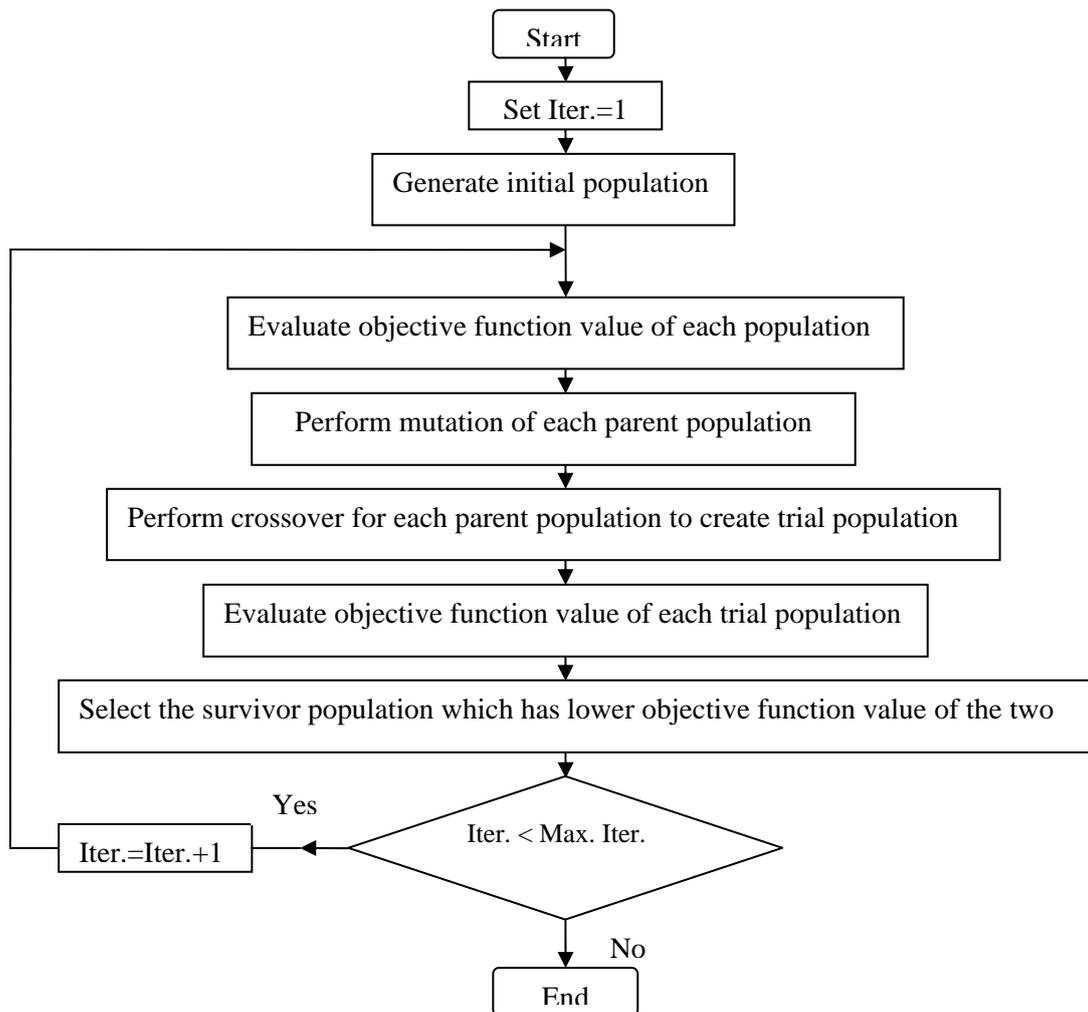 Start
Set Iter.=1
Generate initial population
Evaluate objective function value of each population
Perform mutation of each parent population
Perform crossover for each parent population to create trial population
Evaluate objective function value of each trial population
Select the survivor population which has lower objective function value of the two
Yes
Iter. < Max. Iter.
Iter.=Iter.+1
No
End